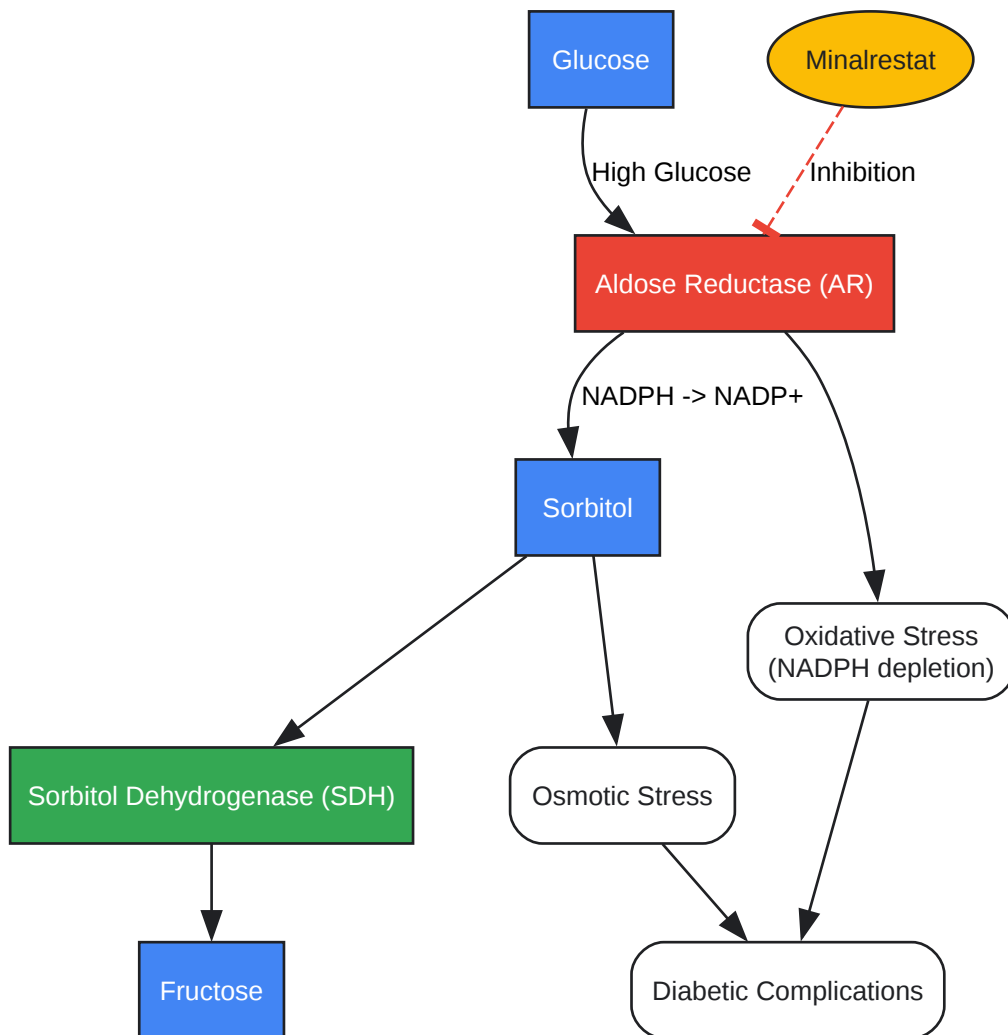 Glucose
Minalrestat
High Glucose
Inhibition
Aldose Reductase (AR)
NADPH -> NADP+
Sorbitol
Oxidative Stress
(NADPH depletion)
Sorbitol Dehydrogenase (SDH)
Osmotic Stress
Fructose
Diabetic Complications